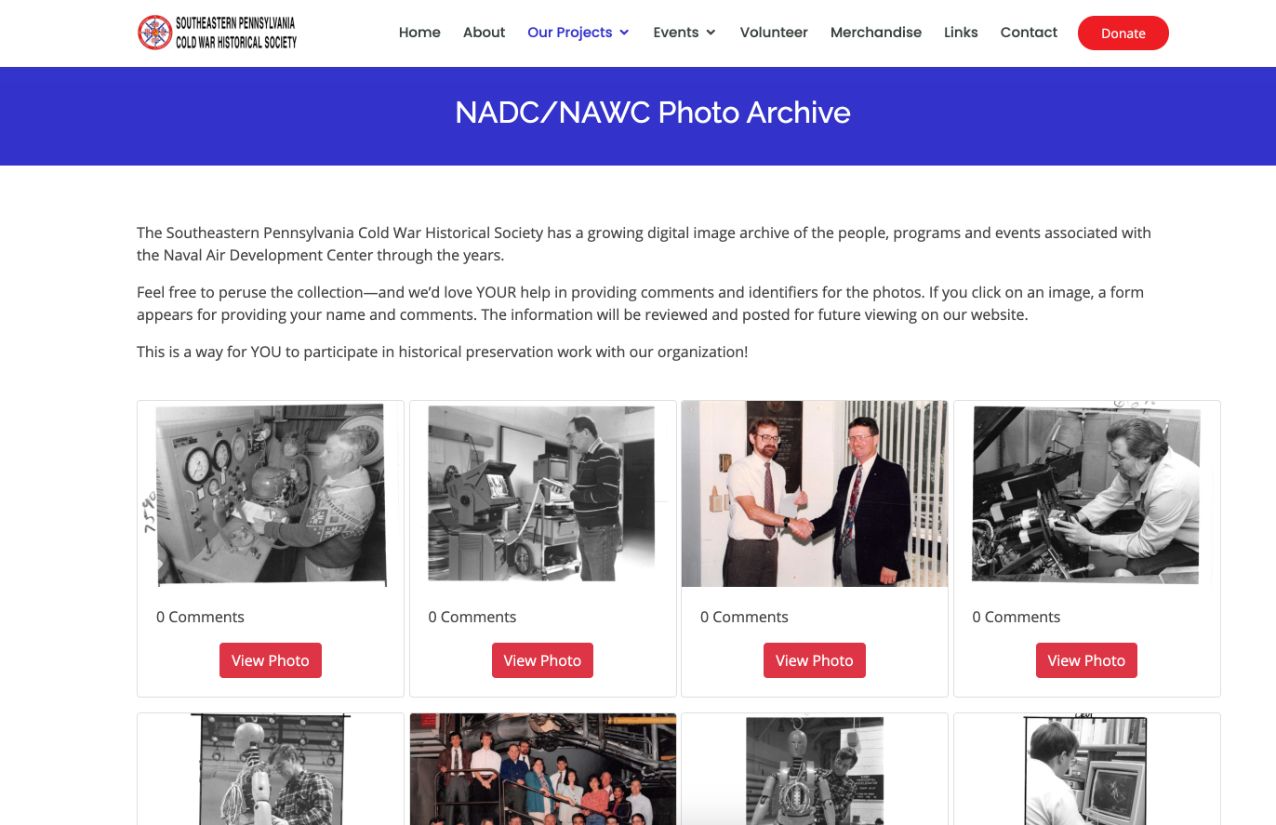 SOUTHEASTERN PENNSYLVANIA
COLD WAR HISTORICAL SOCIETY
Home About Our Projects Events Volunteer Merchandise Links Contact Donate
NADC/NAWC Photo Archive
The Southeastern Pennsylvania Cold War Historical Society has a growing digital image archive of the people, programs and events associated with
the Naval Air Development Center through the years.
Feel free to peruse the collection—and we’d love YOUR help in providing comments and identifiers for the photos. If you click on an image, a form
appears for providing your name and comments. The information will be reviewed and posted for future viewing on our website.
This is a way for YOU to participate in historical preservation work with our organization!
7590
0 Comments 0 Comments 0 Comments 0 Comments
View Photo View Photo View Photo View Photo